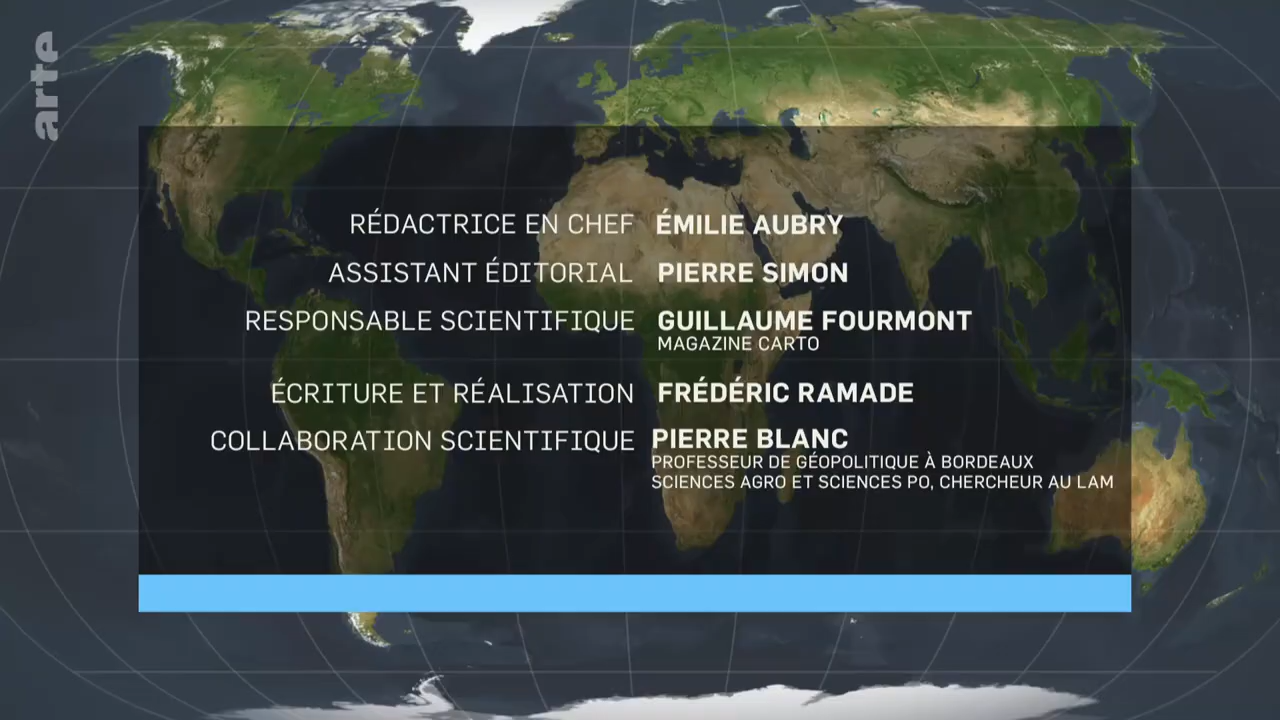 arte
RÉDACTRICE EN CHEF ÉMILIE AUBRY
ASSISTANT ÉDITORIAL PIERRE SIMON
RESPONSABLE SCIENTIFIQUE GUILLAUME FOURMONT
MAGAZINE CARTO
ÉCRITURE ET RÉALISATION FRÉDÉRIC RAMADE
COLLABORATION SCIENTIFIQUE PIERRE BLANC
PROFESSEUR DE GÉOPOLITIQUE À BORDEAUX
SCIENCES AGRO ET SCIENCES PO, CHERCHEUR AU LAM